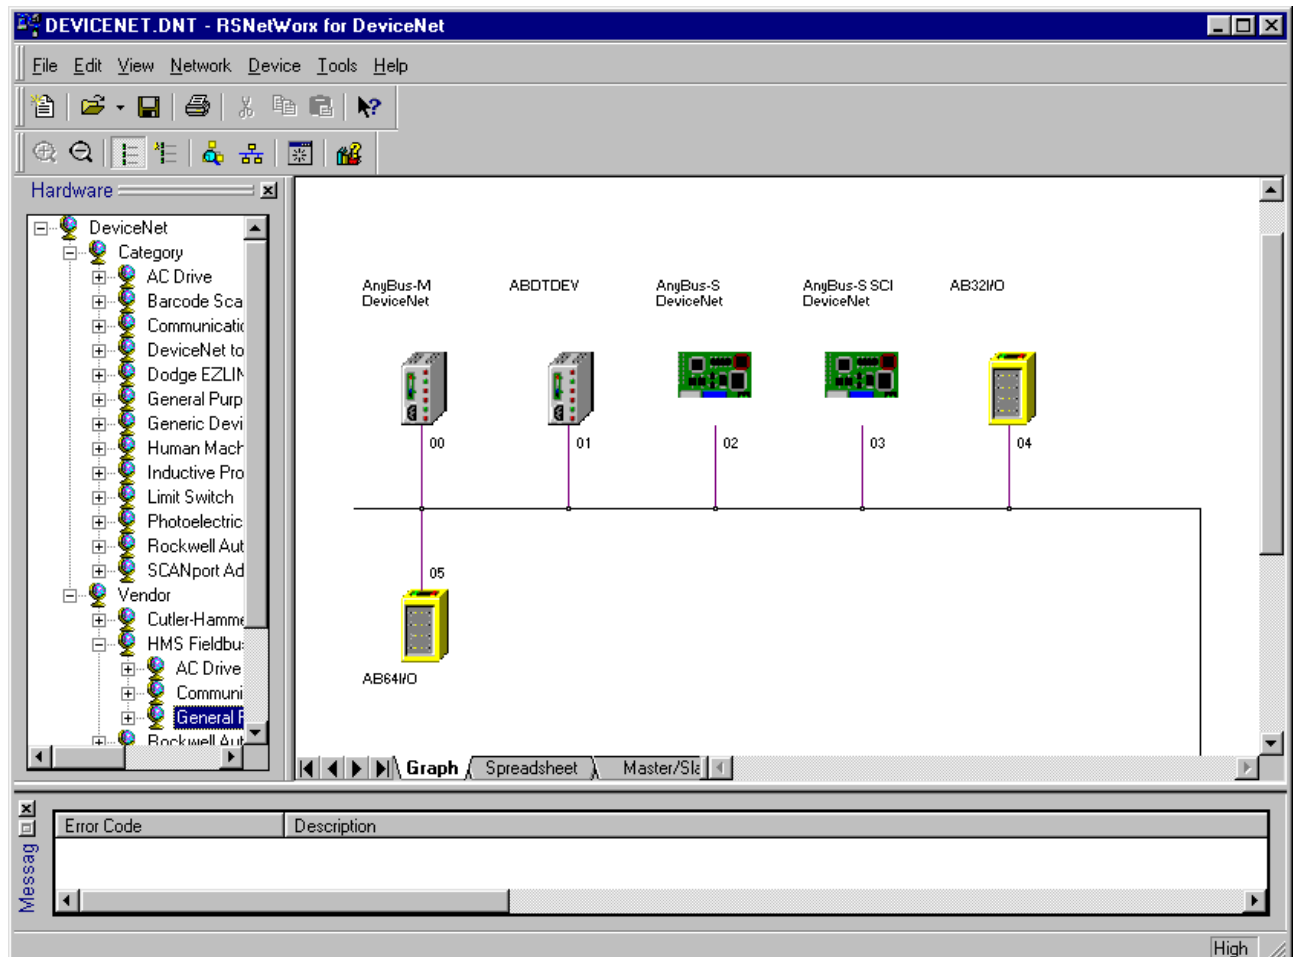 DEVICENET.DNT - RSNetWorx for DeviceNet
File Edit View Network Device Tools Help
Hardware
DeviceNet
Category
AC Drive
Barcode Sca
Communicatic
DeviceNet to
Dodge EZLIN
General Purp
Generic Devi
Human Mach
Inductive Pro
Limit Switch
Photoelectric
Rockwell Aut
SCANport Ad
Vendor
Cutler-Hamme
HMS Fieldbu
AC Drive
Communi
General P
Rockwell Aut
AnyBus-M
DeviceNet
ABDTDEV
AnyBus-S
DeviceNet
AnyBus-S SCI
DeviceNet
AB32I/O
00
01
02
03
04
05
AB64I/O
Graph Spreadsheet Master/Sla
Messag
Error Code Description
High